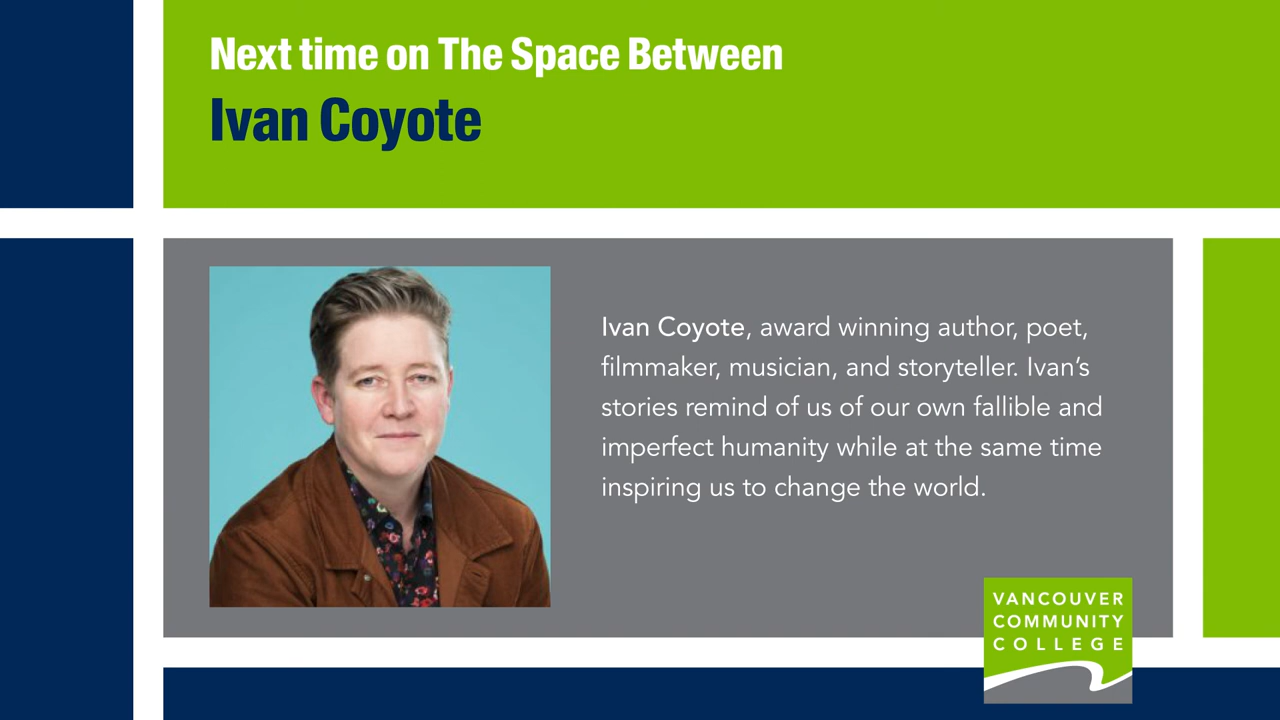 Next time on The Space Between
Ivan Coyote
Ivan Coyote, award winning author, poet,
filmmaker, musician, and storyteller. Ivan’s
stories remind of us of our own fallible and
imperfect humanity while at the same time
inspiring us to change the world.
VANCOUVER
COMMUNITY
COLLEGE